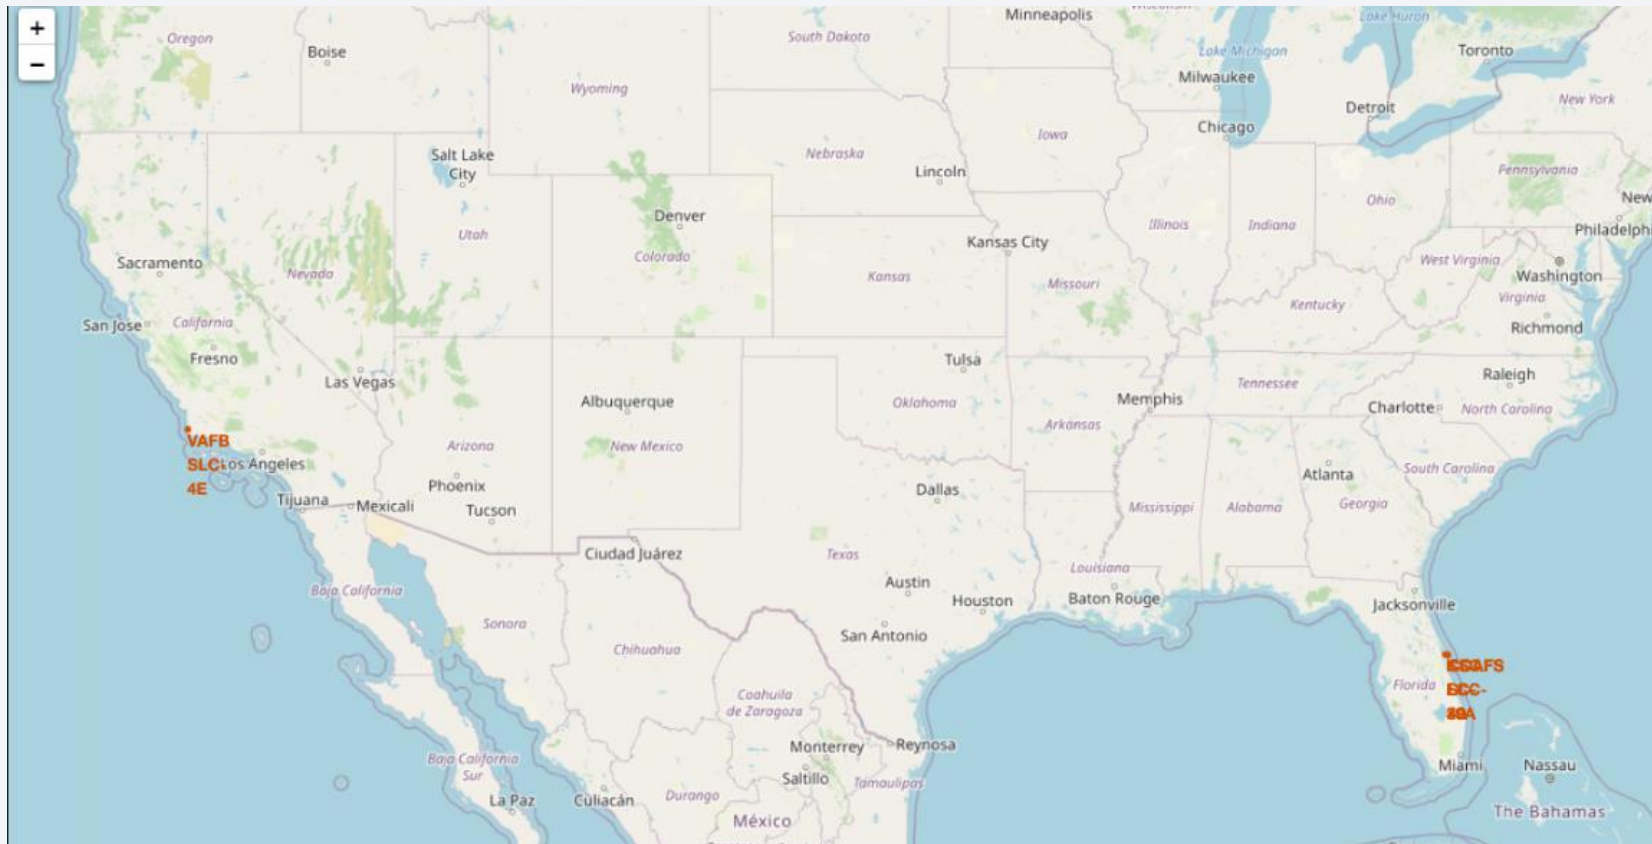 +
−
Oregon
Boise
Wyoming
South Dakota
Minneapolis
Lake Michigan
Lake Huron
Toronto
Milwaukee
Detroit
New York
Chicago
Iowa
Salt Lake
City
Nebraska
Lincoln
Pennsylvania
Ohio
New
Denver
Illinois
Indiana
Philadelphi
Utah
Kansas City
Sacramento
Nevada
Colorado
Kansas
Missouri
West Virginia
Washington
Virginia
Kentucky
San Jose
California
Richmond
Fresno
Las Vegas
Tulsa
Raleigh
Tennessee
Albuquerque
Oklahoma
Memphis
Charlotte
North Carolina
Arkansas
VAFB
SLC-
4E
Los Angeles
Arizona
New Mexico
South Carolina
Atlanta
Phoenix
Dallas
Tijuana
Mexicali
Tucson
Mississippi
Alabama
Georgia
Ciudad Juárez
Texas
Louisiana
Baja California
Austin
Houston
Baton Rouge
Jacksonville
Sonora
San Antonio
Chihuahua
Florida
Coahuila
de Zaragoza
Monterrey
Reynosa
Baja California
Sur
Saltillo
Tamaulipas
Miami
Nassau
La Paz
Culiacán
Durango
México
The Bahamas